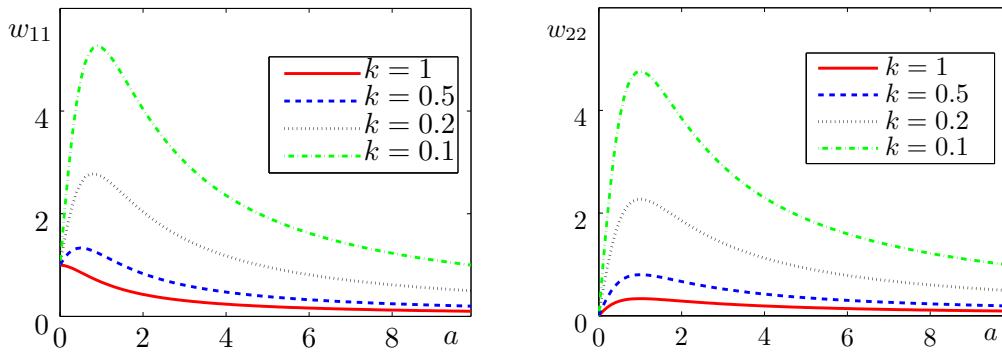 w11
4
2
0
0
2
4
6
8
a
k = 1
k = 0.5
k = 0.2
k = 0.1
w22
4
2
0
0
2
4
6
8
a
k = 1
k = 0.5
k = 0.2
k = 0.1